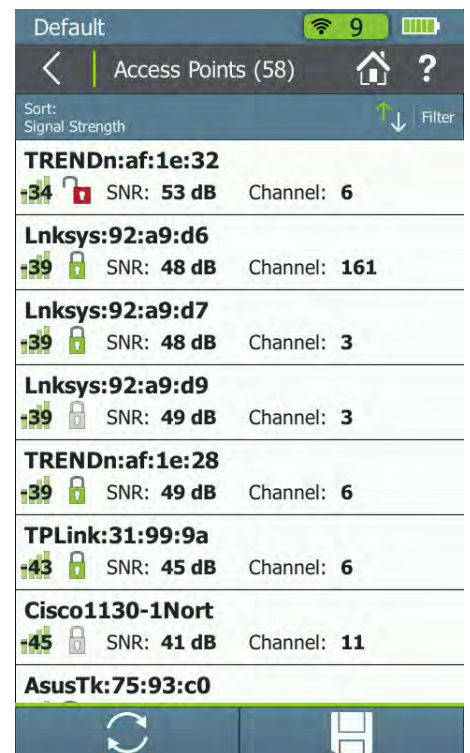 Default 9
Access Points (58) ?
Sort:
Signal Strength Filter
TRENDn:af:1e:32
-34 SNR: 53 dB Channel: 6
Lnksys:92:a9:d6
-39 SNR: 48 dB Channel: 161
Lnksys:92:a9:d7
-39 SNR: 48 dB Channel: 3
Lnksys:92:a9:d9
-39 SNR: 49 dB Channel: 3
TRENDn:af:1e:28
-39 SNR: 49 dB Channel: 6
TPLink:31:99:9a
-43 SNR: 45 dB Channel: 6
Cisco1130-1Nort
-45 SNR: 41 dB Channel: 11
AsusTk:75:93:c0